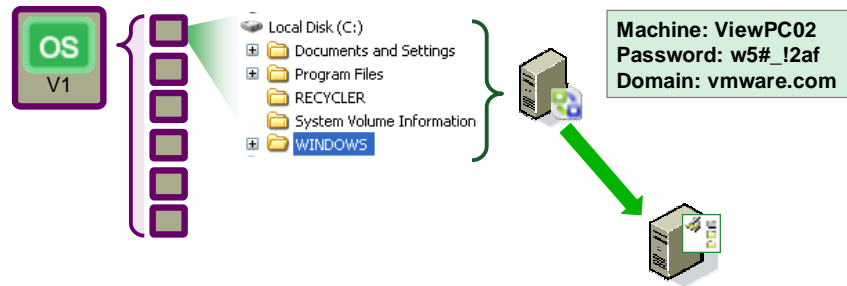 OS
V1
Local Disk (C:)
Documents and Settings
Program Files
RECYCLER
System Volume Information
WINDOWS
Machine: ViewPC02
Password: w5#_!2af
Domain: vmware.com